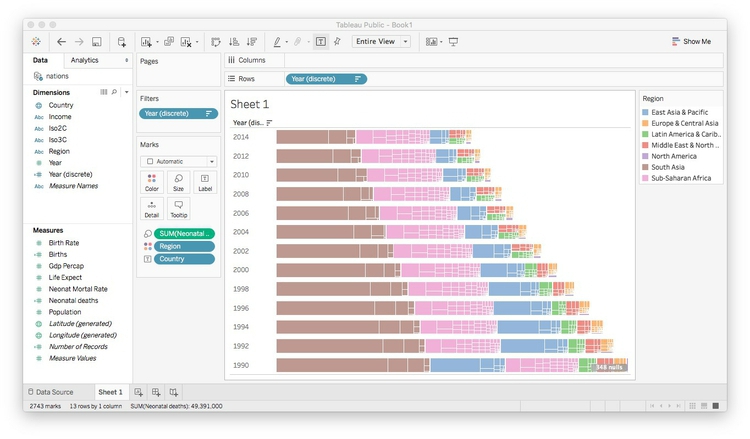 Tableau Public - Book1
Entire View
Show Me
Data
Analytics
nations
Dimensions
Country
Abc Income
Abc Iso2C
Abc Iso3C
Abc Region
Year
Year (discrete)
Abc Measure Names
Measures
Birth Rate
Births
Gdp Percap
Life Expect
Neonat Mortal Rate
Neonatal deaths
Population
Latitude (generated)
Longitude (generated)
Number of Records
Measure Values
Pages
Filters
Year (discrete)
Marks
Automatic
Color
Size
Label
Detail
Tooltip
SUM(Neonatal ..
Region
Country
Columns
Rows
Year (discrete)
Sheet 1
Year (dis..
2014
2012
2010
2008
2006
2004
2002
2000
1998
1996
1994
1992
1990
148 nulls
Region
East Asia & Pacific
Europe & Central Asia
Latin America & Carib..
Middle East & North ..
North America
South Asia
Sub-Saharan Africa
Data Source
Sheet 1
2743 marks
13 rows by 1 column
SUM(Neonatal deaths): 49,391,000